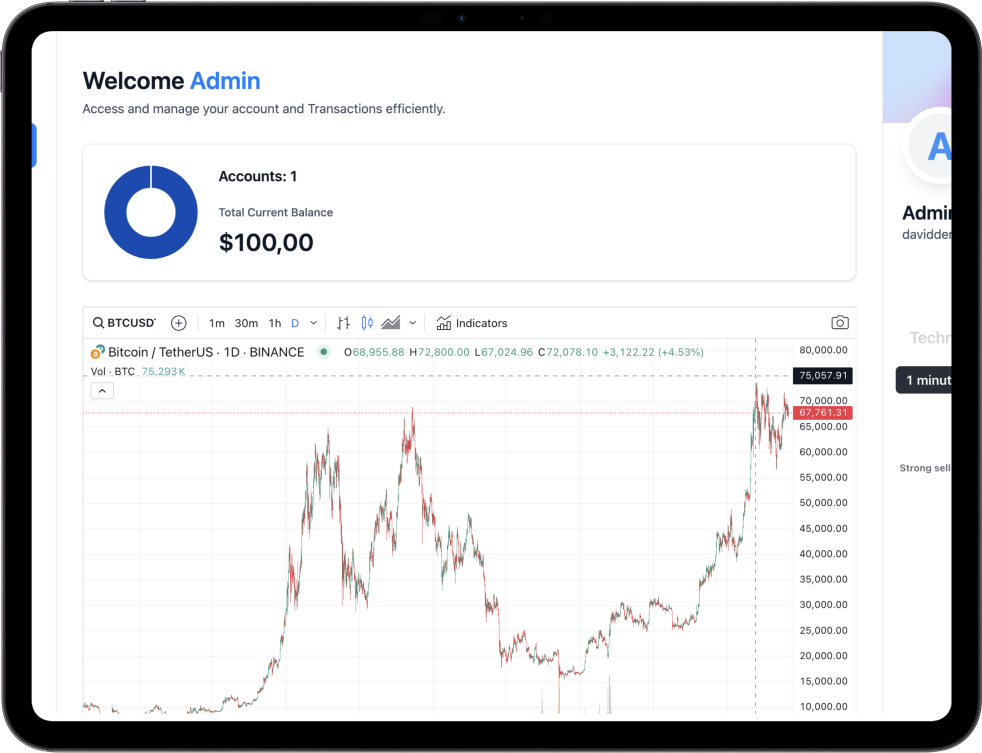 Welcome Admin
Access and manage your account and Transactions efficiently.
Accounts: 1
Total Current Balance
$100,00
BTCUSD
1m 30m 1h D
Indicators
Bitcoin / TetherUS · 1D · BINANCE
O68,955.88 H72,800.00 L67,024.96 C72,078.10 +3,122.22 (+4.53%)
Vol · BTC 75,293K
80,000.00
75,057.91
70,000.00
67,761.31
65,000.00
60,000.00
55,000.00
50,000.00
45,000.00
40,000.00
35,000.00
30,000.00
25,000.00
20,000.00
15,000.00
10,000.00
A
Admi
davidder
Techn
1 minut
Strong sell